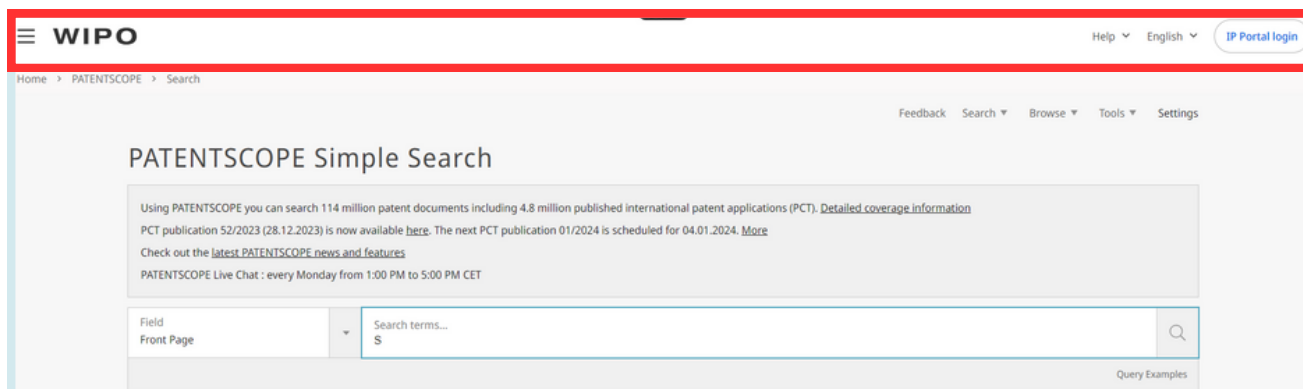 WIPO
Help English IP Portal login
Home > PATENTSCOPE > Search
Feedback Search Browse Tools Settings
PATENTSCOPE Simple Search
Using PATENTSCOPE you can search 114 million patent documents including 4.8 million published international patent applications (PCT). Detailed coverage information
PCT publication 52/2023 (28.12.2023) is now available here. The next PCT publication 01/2024 is scheduled for 04.01.2024. More
Check out the latest PATENTSCOPE news and features
PATENTSCOPE Live Chat : every Monday from 1:00 PM to 5:00 PM CET
Field
Front Page
Search terms...
S
Query Examples